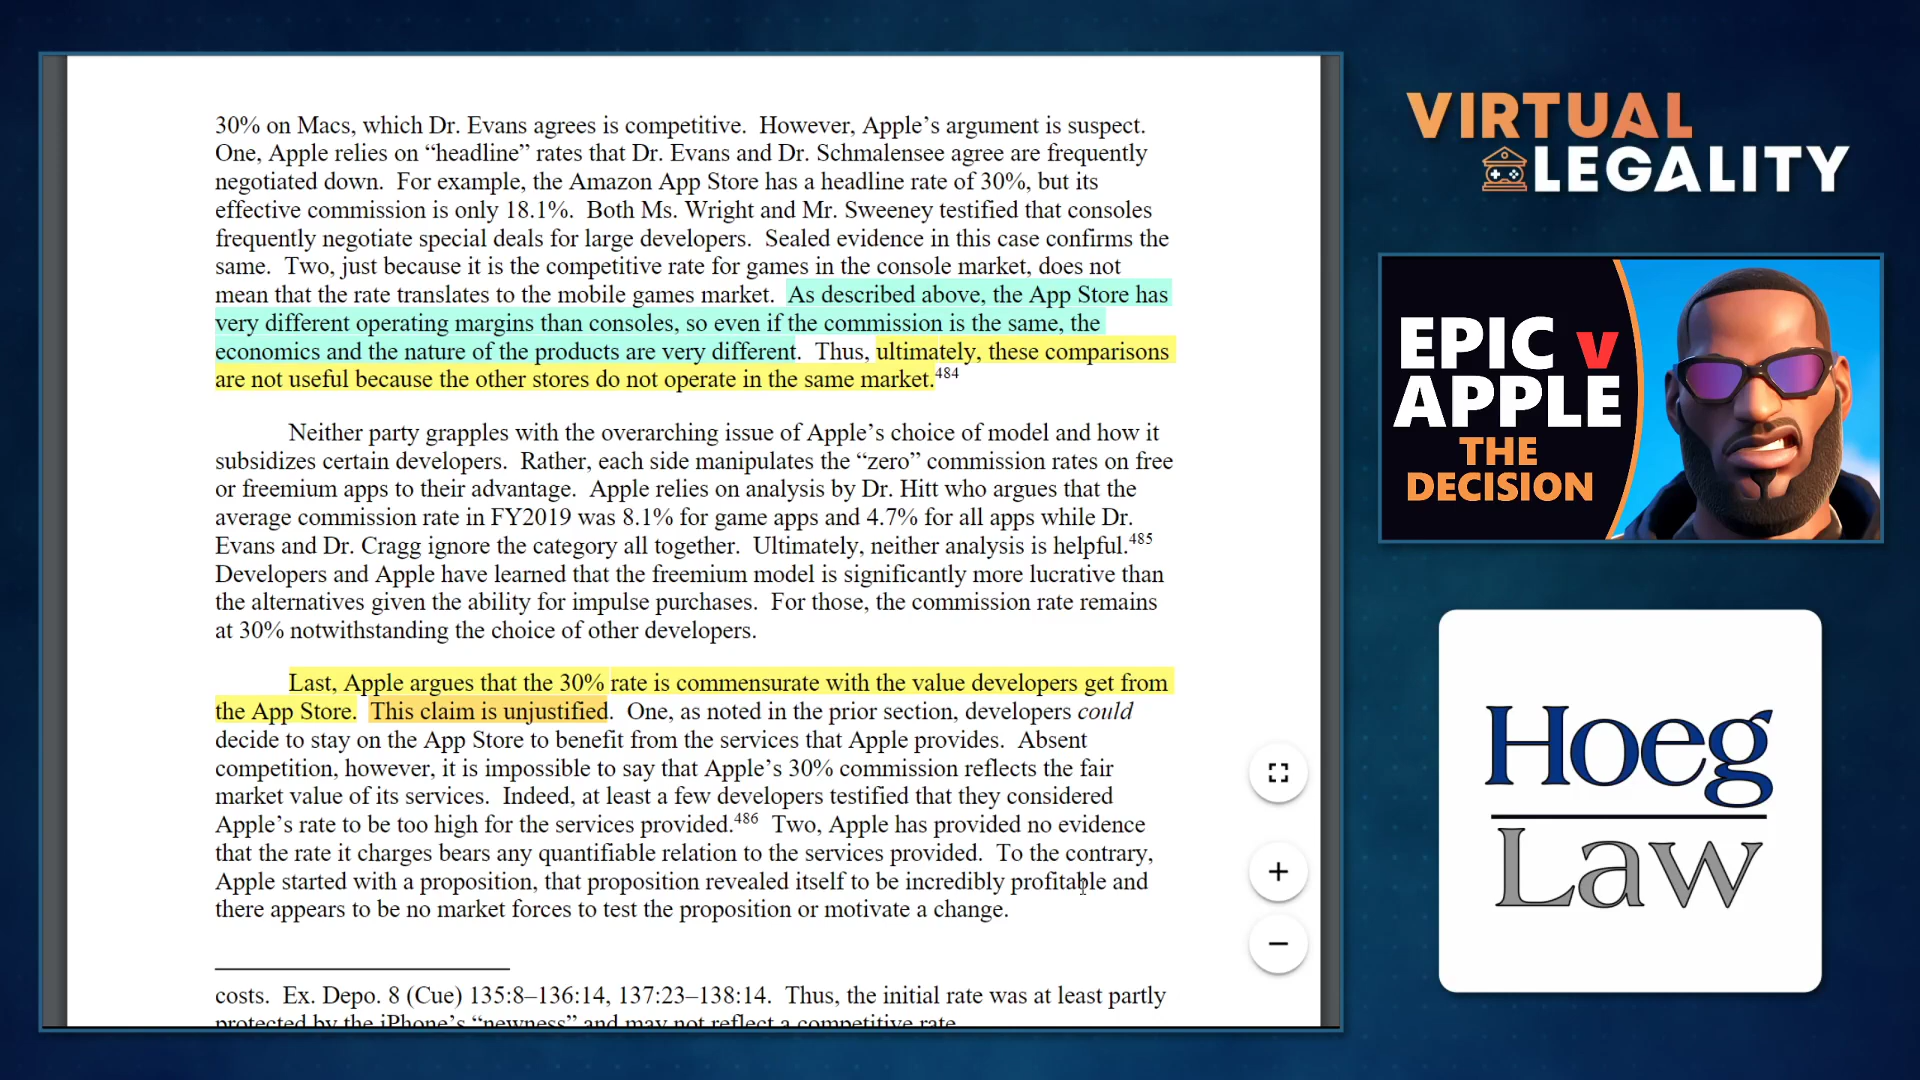 30% on Macs, which Dr. Evans agrees is competitive. However, Apple’s argument is suspect.
One, Apple relies on “headline” rates that Dr. Evans and Dr. Schmalensee agree are frequently
negotiated down. For example, the Amazon App Store has a headline rate of 30%, but its
effective commission is only 18.1%. Both Ms. Wright and Mr. Sweeney testified that consoles
frequently negotiate special deals for large developers. Sealed evidence in this case confirms the
same. Two, just because it is the competitive rate for games in the console market, does not
mean that the rate translates to the mobile games market. As described above, the App Store has
very different operating margins than consoles, so even if the commission is the same, the
economics and the nature of the products are very different. Thus, ultimately, these comparisons
are not useful because the other stores do not operate in the same market.484
Neither party grapples with the overarching issue of Apple’s choice of model and how it
subsidizes certain developers. Rather, each side manipulates the “zero” commission rates on free
or freemium apps to their advantage. Apple relies on analysis by Dr. Hitt who argues that the
average commission rate in FY2019 was 8.1% for game apps and 4.7% for all apps while Dr.
Evans and Dr. Cragg ignore the category all together. Ultimately, neither analysis is helpful.485
Developers and Apple have learned that the freemium model is significantly more lucrative than
the alternatives given the ability for impulse purchases. For those, the commission rate remains
at 30% notwithstanding the choice of other developers.
Last, Apple argues that the 30% rate is commensurate with the value developers get from
the App Store. This claim is unjustified. One, as noted in the prior section, developers could
decide to stay on the App Store to benefit from the services that Apple provides. Absent
competition, however, it is impossible to say that Apple’s 30% commission reflects the fair
market value of its services. Indeed, at least a few developers testified that they considered
Apple’s rate to be too high for the services provided.486 Two, Apple has provided no evidence
that the rate it charges bears any quantifiable relation to the services provided. To the contrary,
Apple started with a proposition, that proposition revealed itself to be incredibly profitable and
there appears to be no market forces to test the proposition or motivate a change.
costs. Ex. Depo. 8 (Cue) 135:8–136:14, 137:23–138:14. Thus, the initial rate was at least partly
protected by the iPhone’s “newness” and may not reflect a competitive rate.
VIRTUAL
LEGALITY
EPIC v
APPLE
THE
DECISION
Hoeg
Law